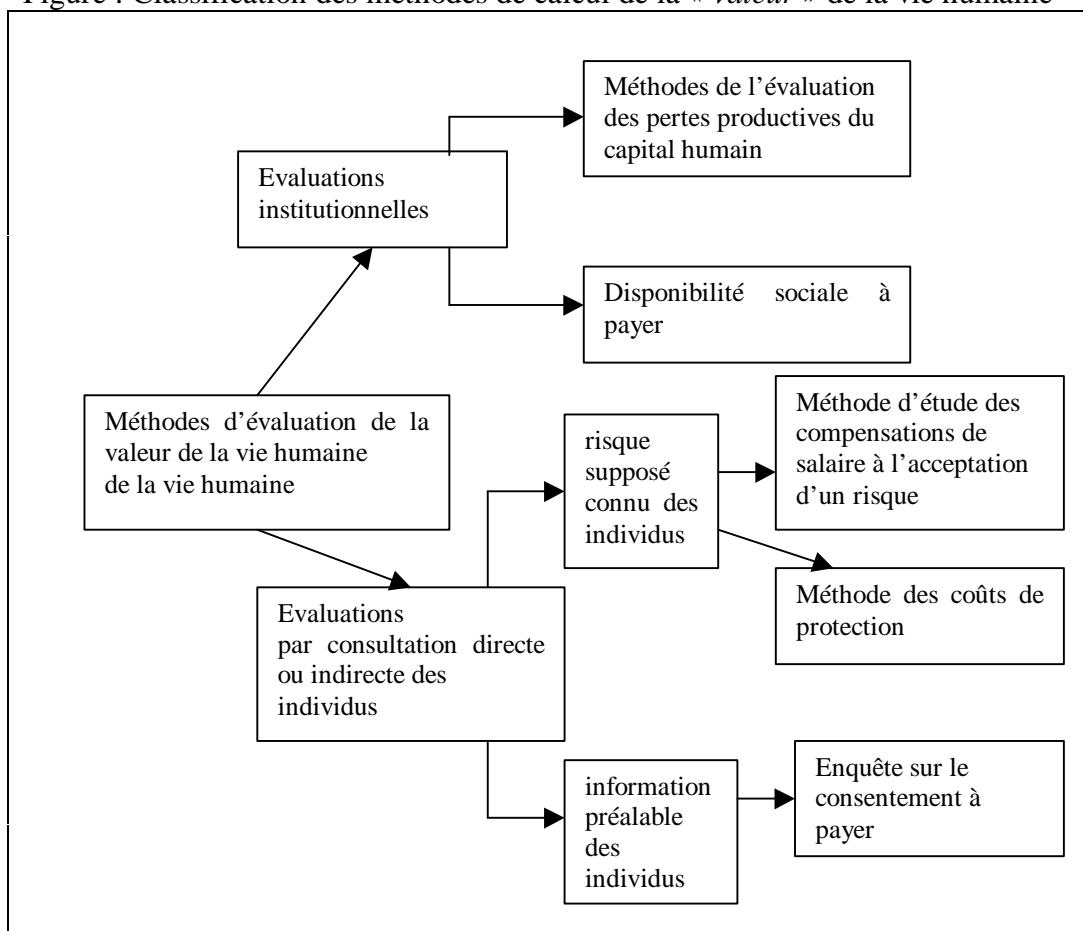 Figure : Classification des méthodes de calcul de la « valeur » de la vie humaine
Méthodes de l’évaluation
des pertes productives du
capital humain
Evaluations
institutionnelles
Disponibilité sociale à
payer
Méthodes d’évaluation de la
valeur de la vie humaine
de la vie humaine
risque
supposé
connu des
individus
Méthode d’étude des
compensations de
salaire à l’acceptation
d’un risque
Méthode des coûts de
protection
Evaluations
par consultation directe
ou indirecte des
individus
information
préalable
des
individus
Enquête sur le
consentement à
payer